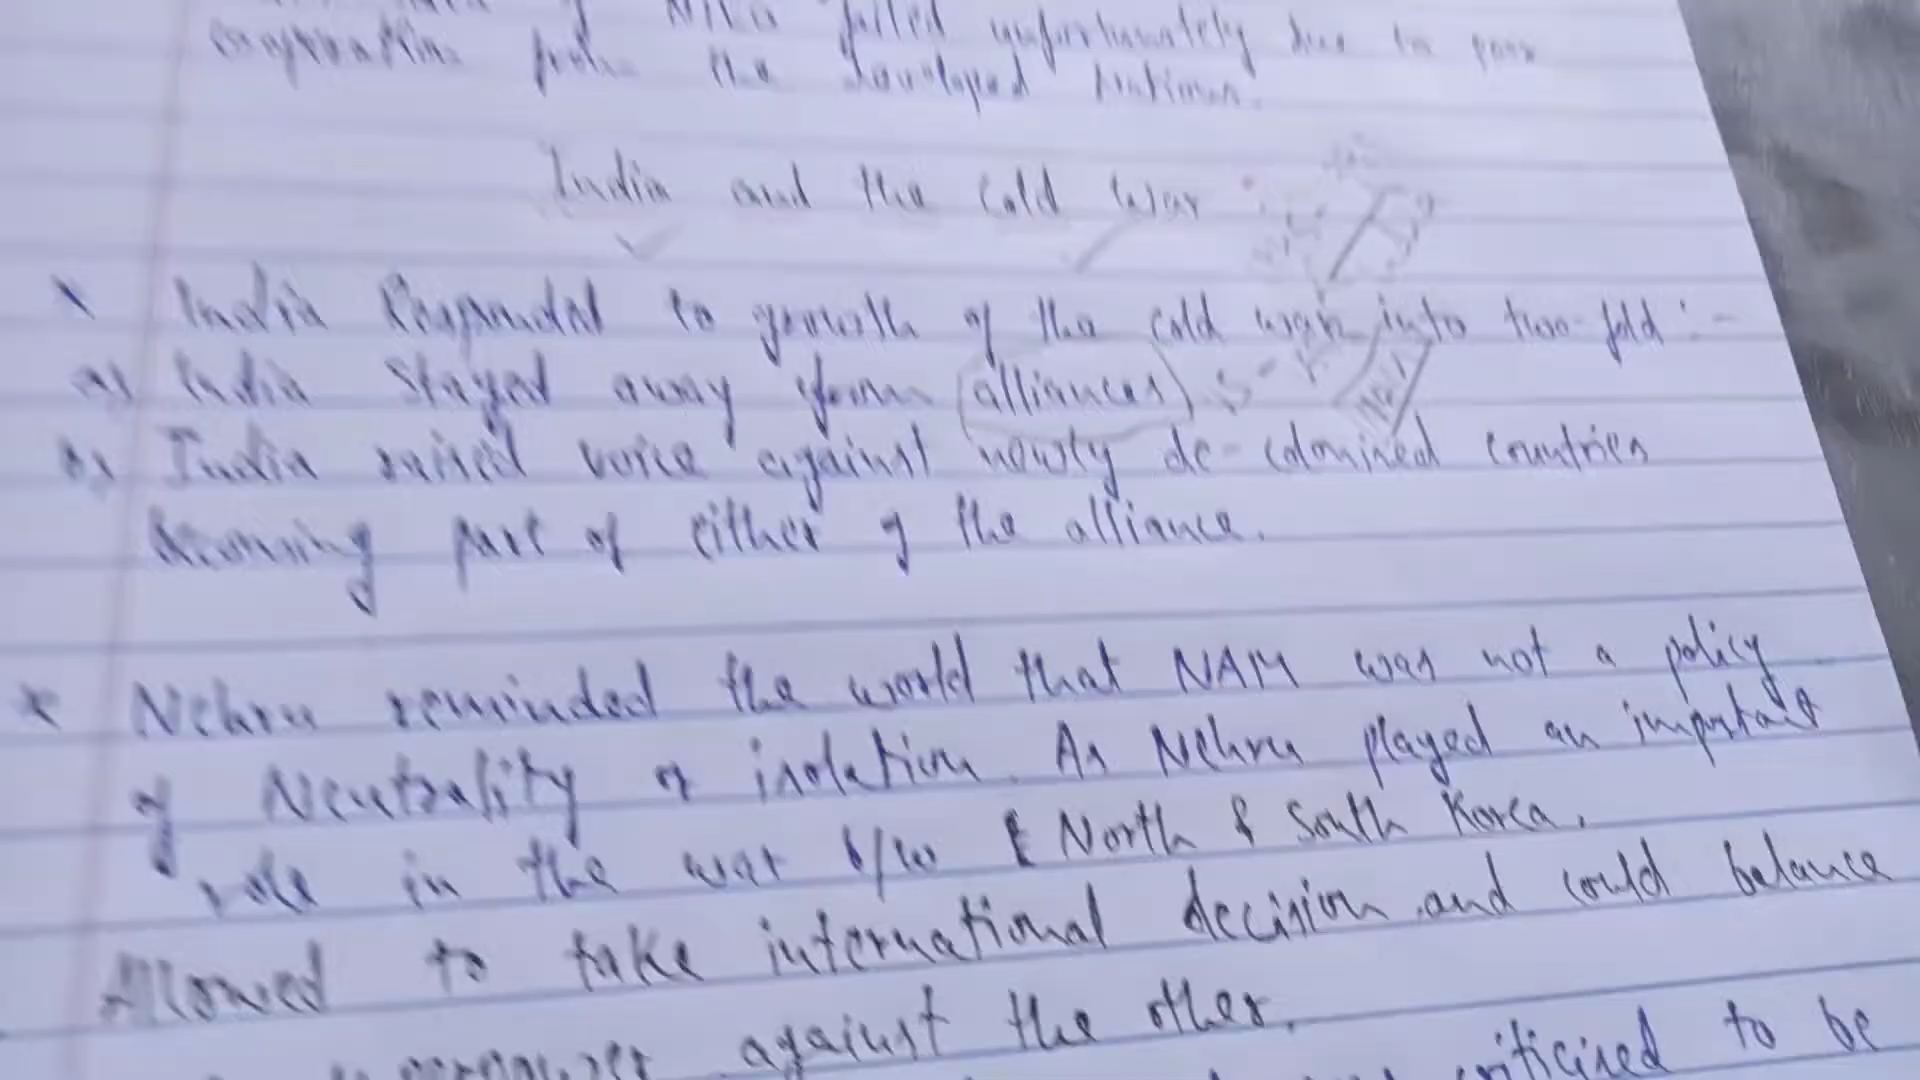 failed unfortunately due to poor
cooperation from the developed nations.
India and the Cold War
India Responded to growth of the cold war into two-fold :-
a) India stayed away from alliances
b) India raised voice against newly de-colonised countries
becoming part of either of the alliance.
* Nehru reminded the world that NAM was not a policy
of Neutrality or isolation. As Nehru played an important
role in the war b/w North & South Korea.
Allowed to take international decision and could balance
against the other.
criticised to be